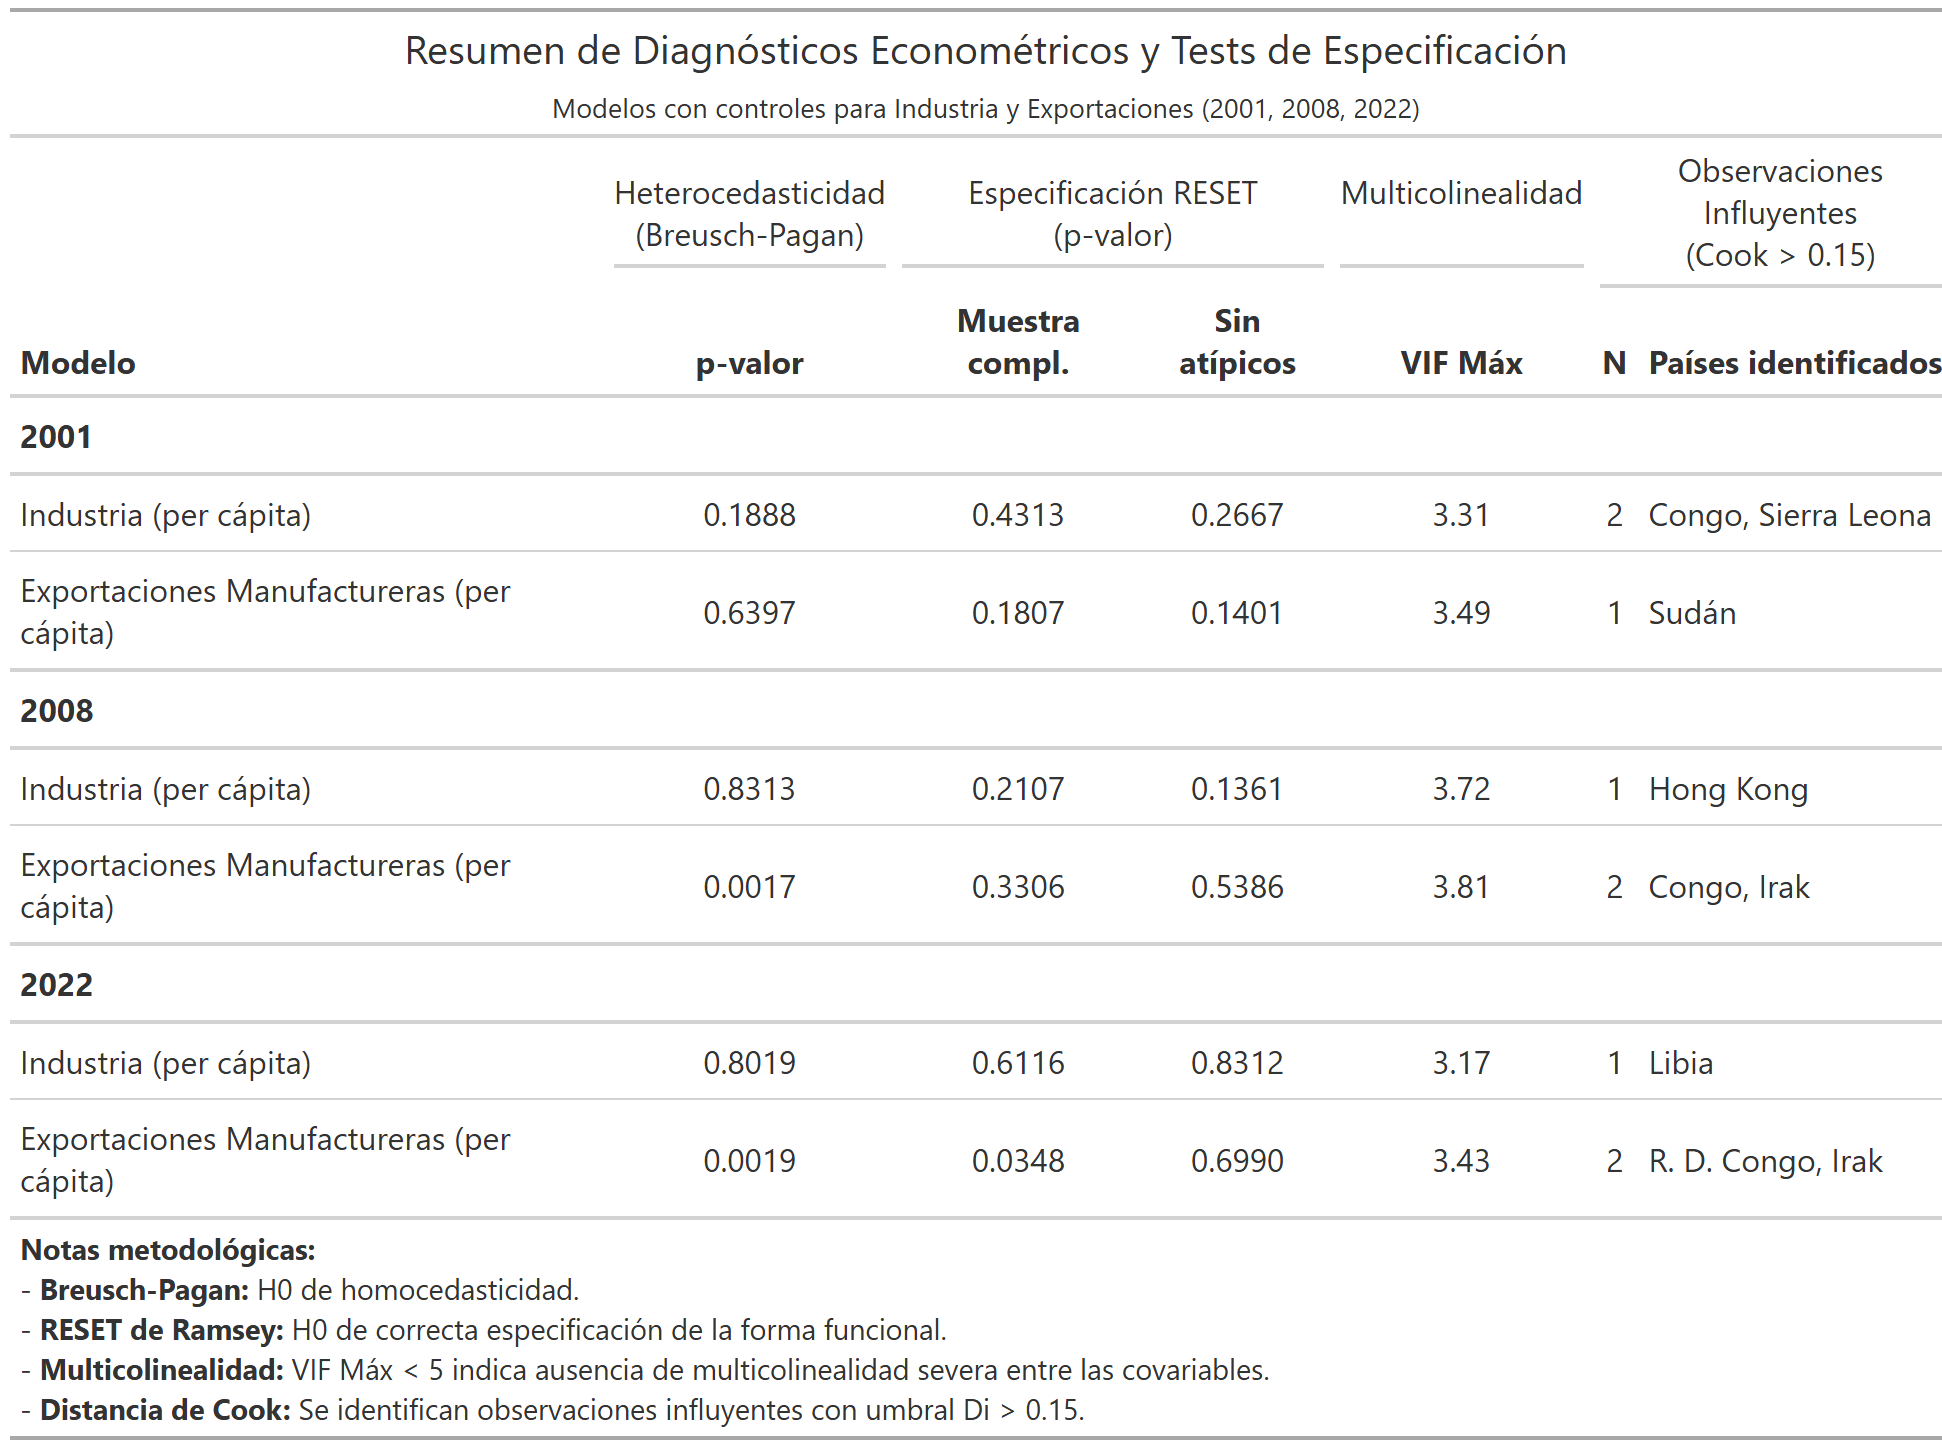 Resumen de Diagnósticos Econométricos y Tests de Especificación
Modelos con controles para Industria y Exportaciones (2001, 2008, 2022)
Heterocedasticidad
(Breusch-Pagan)
Especificación RESET
(p-valor)
Multicolinealidad
Observaciones
Influyentes
(Cook > 0.15)
Modelo p-valor Muestra compl. Sin atípicos VIF Máx N Países identificados
2001
Industria (per cápita) 0.1888 0.4313 0.2667 3.31 2 Congo, Sierra Leona
Exportaciones Manufactureras (per
cápita) 0.6397 0.1807 0.1401 3.49 1 Sudán
2008
Industria (per cápita) 0.8313 0.2107 0.1361 3.72 1 Hong Kong
Exportaciones Manufactureras (per
cápita) 0.0017 0.3306 0.5386 3.81 2 Congo, Irak
2022
Industria (per cápita) 0.8019 0.6116 0.8312 3.17 1 Libia
Exportaciones Manufactureras (per
cápita) 0.0019 0.0348 0.6990 3.43 2 R. D. Congo, Irak
Notas metodológicas:
- Breusch-Pagan: H0 de homocedasticidad.
- RESET de Ramsey: H0 de correcta especificación de la forma funcional.
- Multicolinealidad: VIF Máx < 5 indica ausencia de multicolinealidad severa entre las covariables.
- Distancia de Cook: Se identifican observaciones influyentes con umbral Di > 0.15.